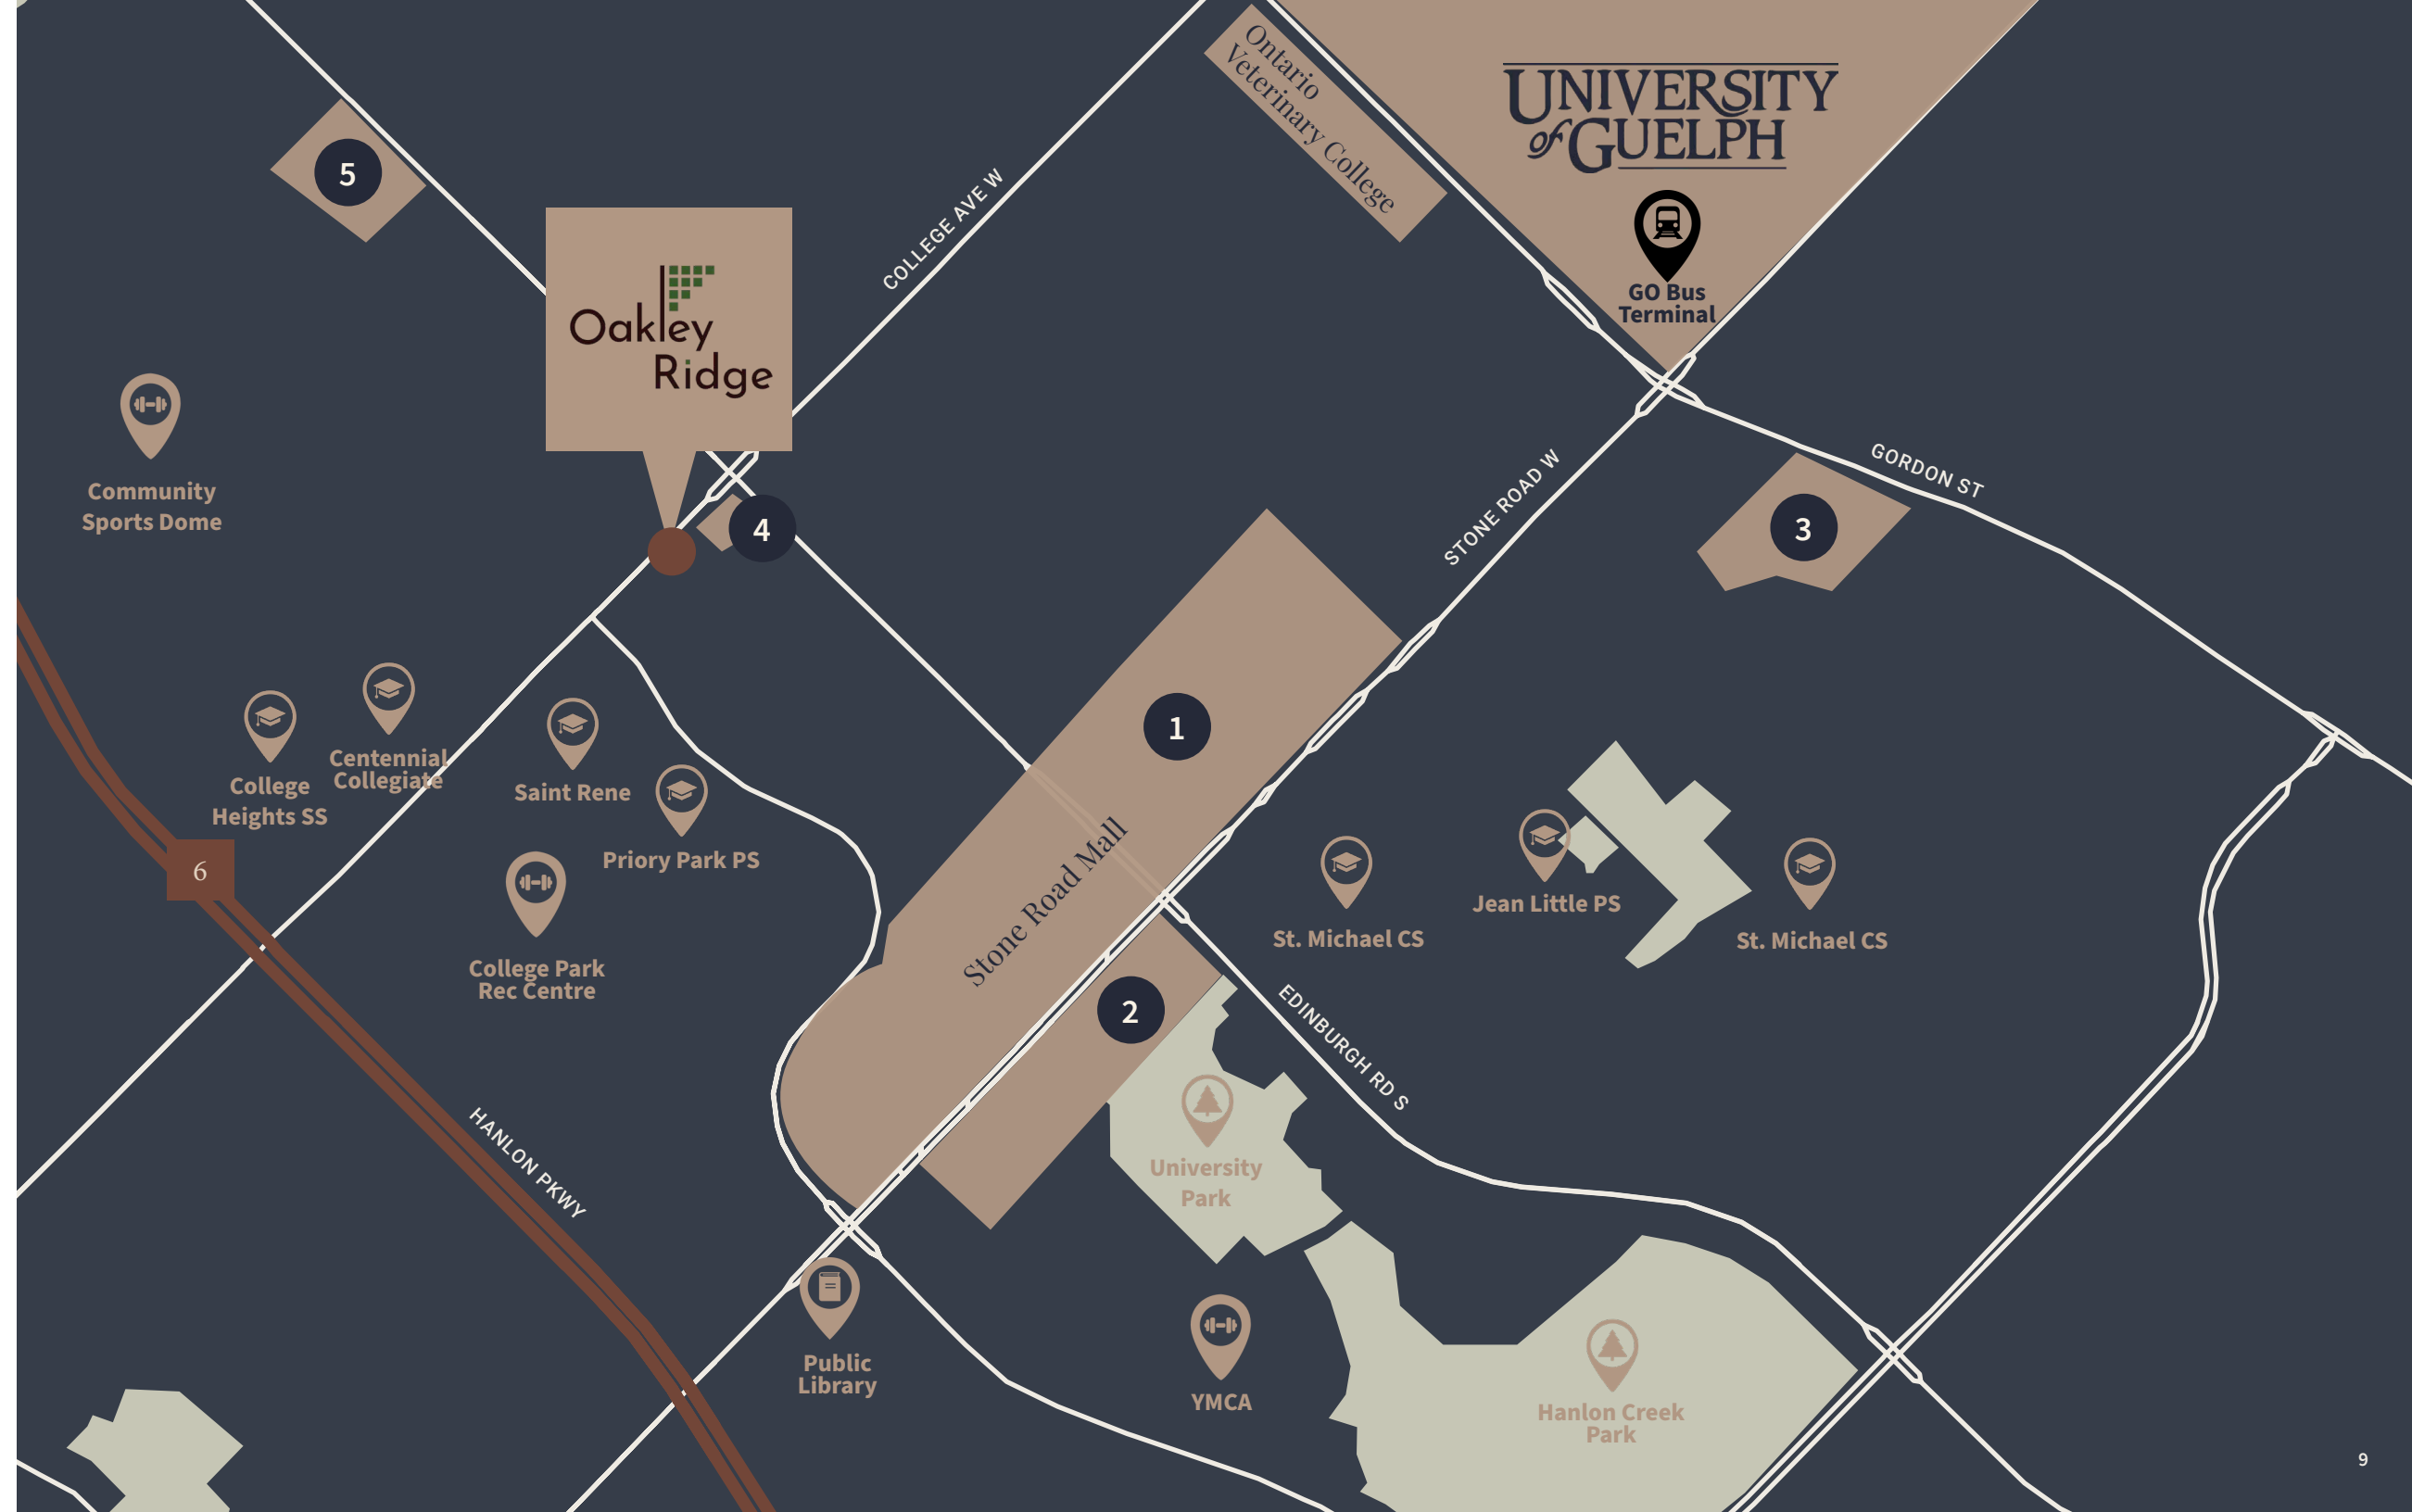 Ontario
Veterinary College
UNIVERSITY
of GUELPH
GO Bus
Terminal
5
COLLEGE AVE W
Oakley
Ridge
Community
Sports Dome
4
STONE ROAD W
GORDON ST
3
1
Stone Road Mall
College
Heights SS
Centennial
Collegiate
Saint Rene
Priory Park PS
6
College Park
Rec Centre
St. Michael CS
Jean Little PS
St. Michael CS
2
EDINBURGH RD S
HANLON PKWY
University
Park
Public
Library
YMCA
Hanlon Creek
Park
9